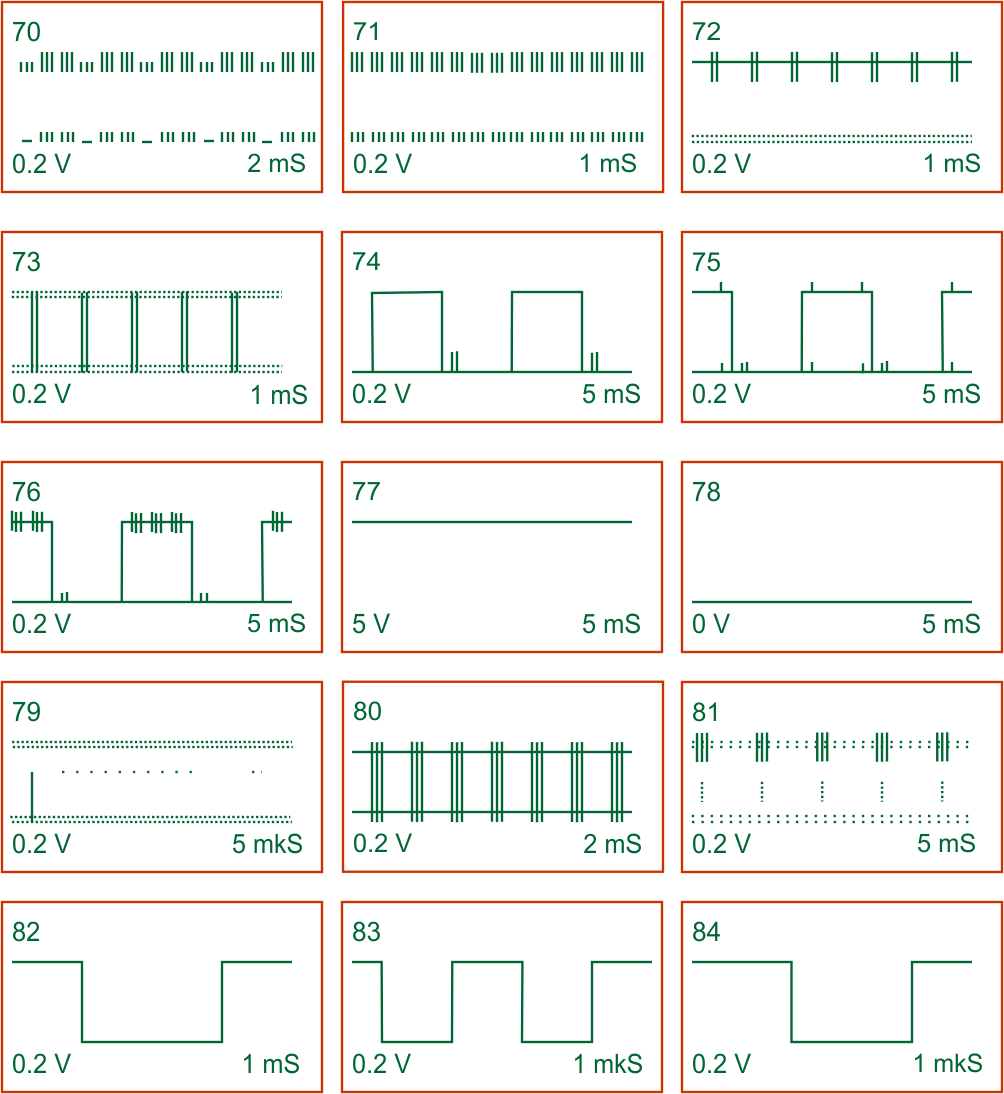 70
0.2 V 2 mS
71
0.2 V 1 mS
72
0.2 V 1 mS
73
0.2 V 1 mS
74
0.2 V 5 mS
75
0.2 V 5 mS
76
0.2 V 5 mS
77
5 V 5 mS
78
0 V 5 mS
79
0.2 V 5 mkS
80
0.2 V 2 mS
81
0.2 V 5 mS
82
0.2 V 1 mS
83
0.2 V 1 mkS
84
0.2 V 1 mkS